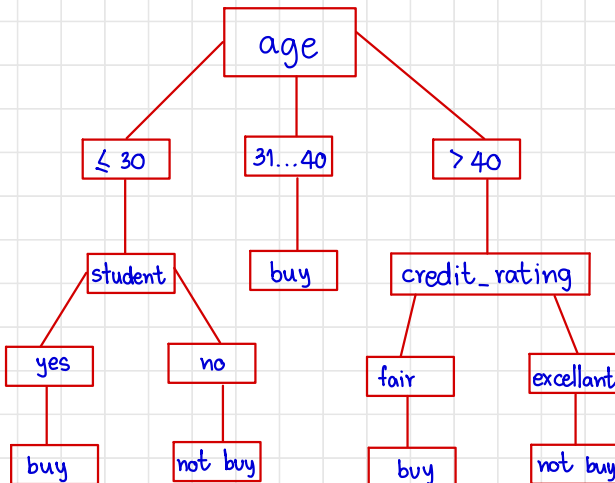 age
≤ 30
31...40
> 40
student
buy
credit_rating
yes
no
fair
excellant
buy
not buy
buy
not buy